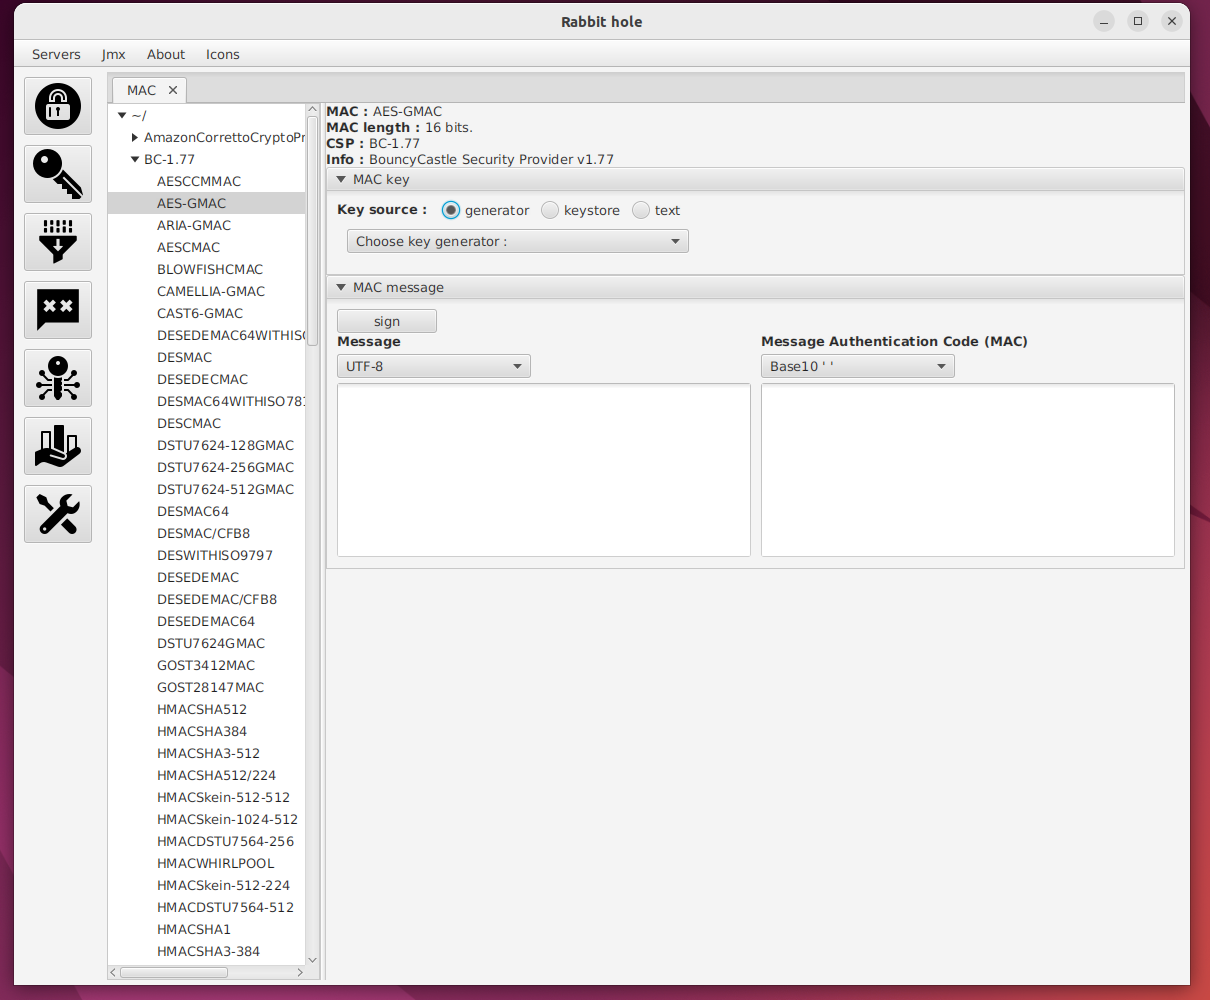 Rabbit hole
Servers Jmx About Icons
MAC
~/
AmazonCorrettoCryptoPr
BC-1.77
AESCCMMAC
AES-GMAC
ARIA-GMAC
AESCMAC
BLOWFISHCMAC
CAMELLIA-GMAC
CAST6-GMAC
DESEDEMAC64WITHISO
DESMAC
DESEDECMAC
DESMAC64WITHISO781
DESCMAC
DSTU7624-128GMAC
DSTU7624-256GMAC
DSTU7624-512GMAC
DESMAC64
DESMAC/CFB8
DESWITHISO9797
DESEDEMAC
DESEDEMAC/CFB8
DESEDEMAC64
DSTU7624GMAC
GOST3412MAC
GOST28147MAC
HMACSHA512
HMACSHA384
HMACSHA3-512
HMACSHA512/224
HMACSkein-512-512
HMACSkein-1024-512
HMACDSTU7564-256
HMACWHIRLPOOL
HMACSkein-512-224
HMACDSTU7564-512
HMACSHA1
HMACSHA3-384
MAC : AES-GMAC
MAC length : 16 bits.
CSP : BC-1.77
Info : BouncyCastle Security Provider v1.77
MAC key
Key source : generator keystore text
Choose key generator :
MAC message
sign
Message
UTF-8
Message Authentication Code (MAC)
Base10 ' '